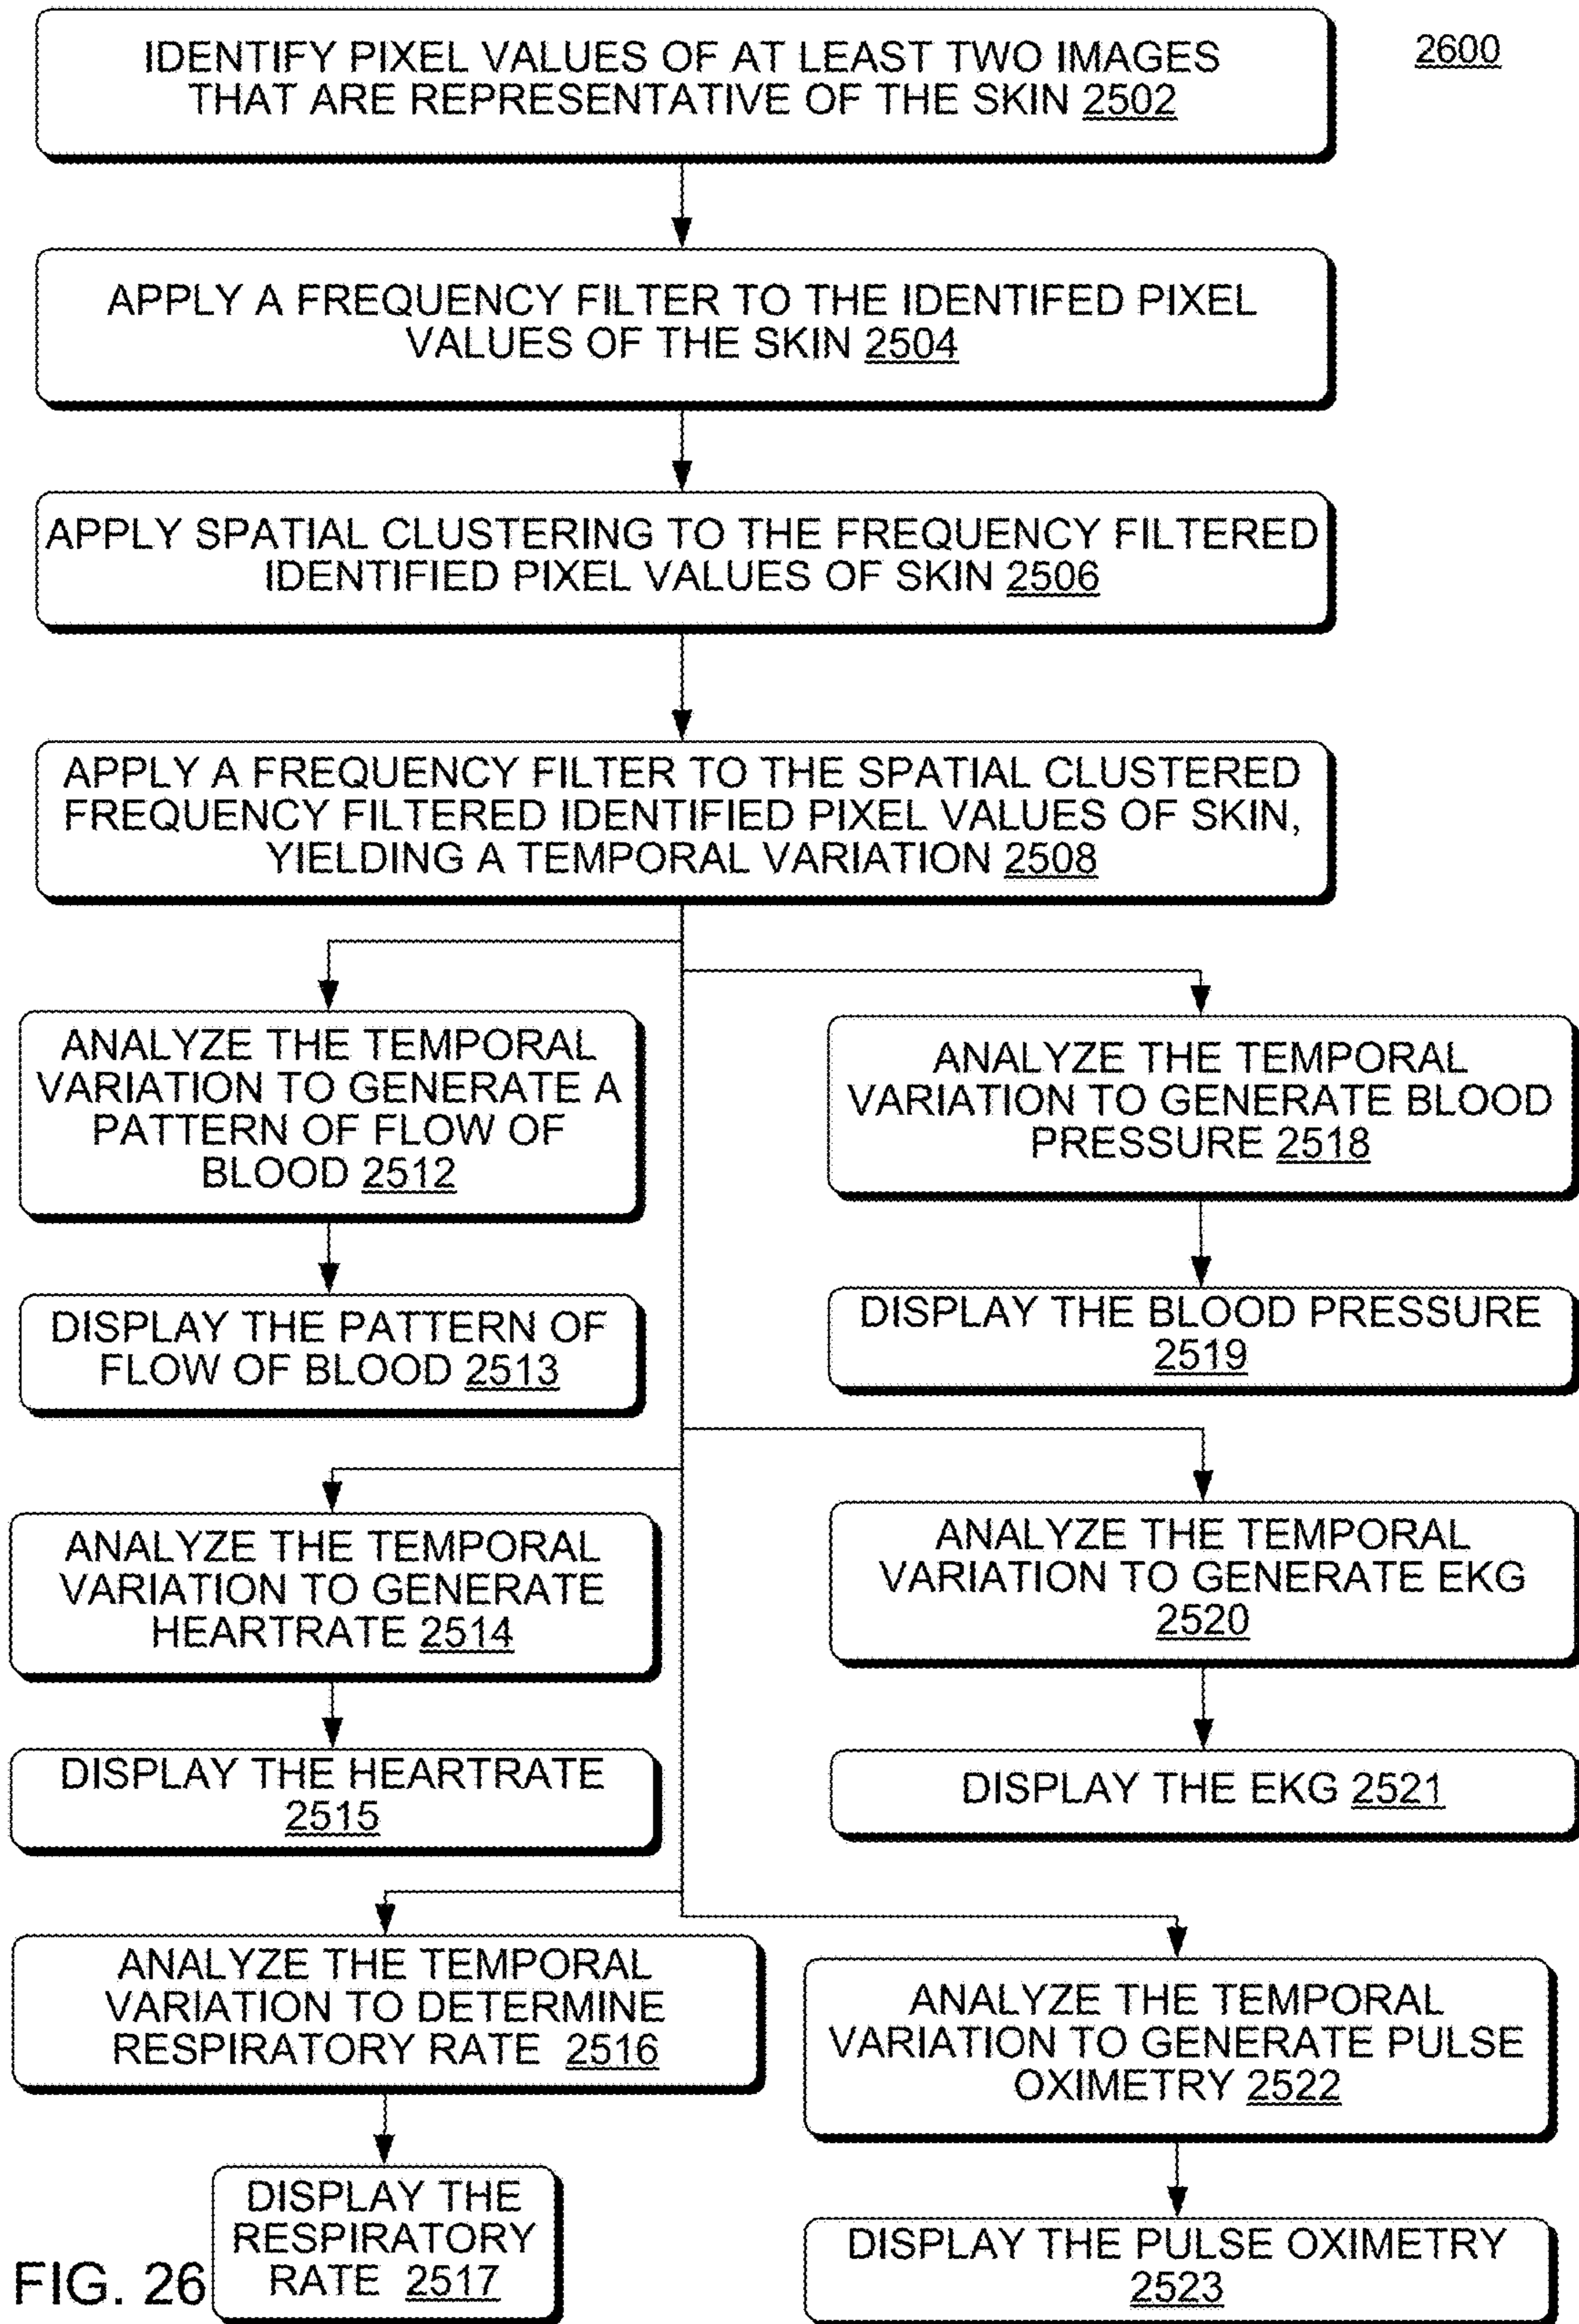 2600
IDENTIFY PIXEL VALUES OF AT LEAST TWO IMAGES
THAT ARE REPRESENTATIVE OF THE SKIN 2502
APPLY A FREQUENCY FILTER TO THE IDENTIFED PIXEL
VALUES OF THE SKIN 2504
APPLY SPATIAL CLUSTERING TO THE FREQUENCY FILTERED
IDENTIFIED PIXEL VALUES OF SKIN 2506
APPLY A FREQUENCY FILTER TO THE SPATIAL CLUSTERED
FREQUENCY FILTERED IDENTIFIED PIXEL VALUES OF SKIN,
YIELDING A TEMPORAL VARIATION 2508
ANALYZE THE TEMPORAL
VARIATION TO GENERATE A
PATTERN OF FLOW OF
BLOOD 2512
DISPLAY THE PATTERN OF
FLOW OF BLOOD 2513
ANALYZE THE TEMPORAL
VARIATION TO GENERATE BLOOD
PRESSURE 2518
DISPLAY THE BLOOD PRESSURE
2519
ANALYZE THE TEMPORAL
VARIATION TO GENERATE
HEARTRATE 2514
DISPLAY THE HEARTRATE
2515
ANALYZE THE TEMPORAL
VARIATION TO GENERATE EKG
2520
DISPLAY THE EKG 2521
ANALYZE THE TEMPORAL
VARIATION TO DETERMINE
RESPIRATORY RATE 2516
DISPLAY THE
RESPIRATORY
RATE 2517
ANALYZE THE TEMPORAL
VARIATION TO GENERATE PULSE
OXIMETRY 2522
DISPLAY THE PULSE OXIMETRY
2523
FIG. 26